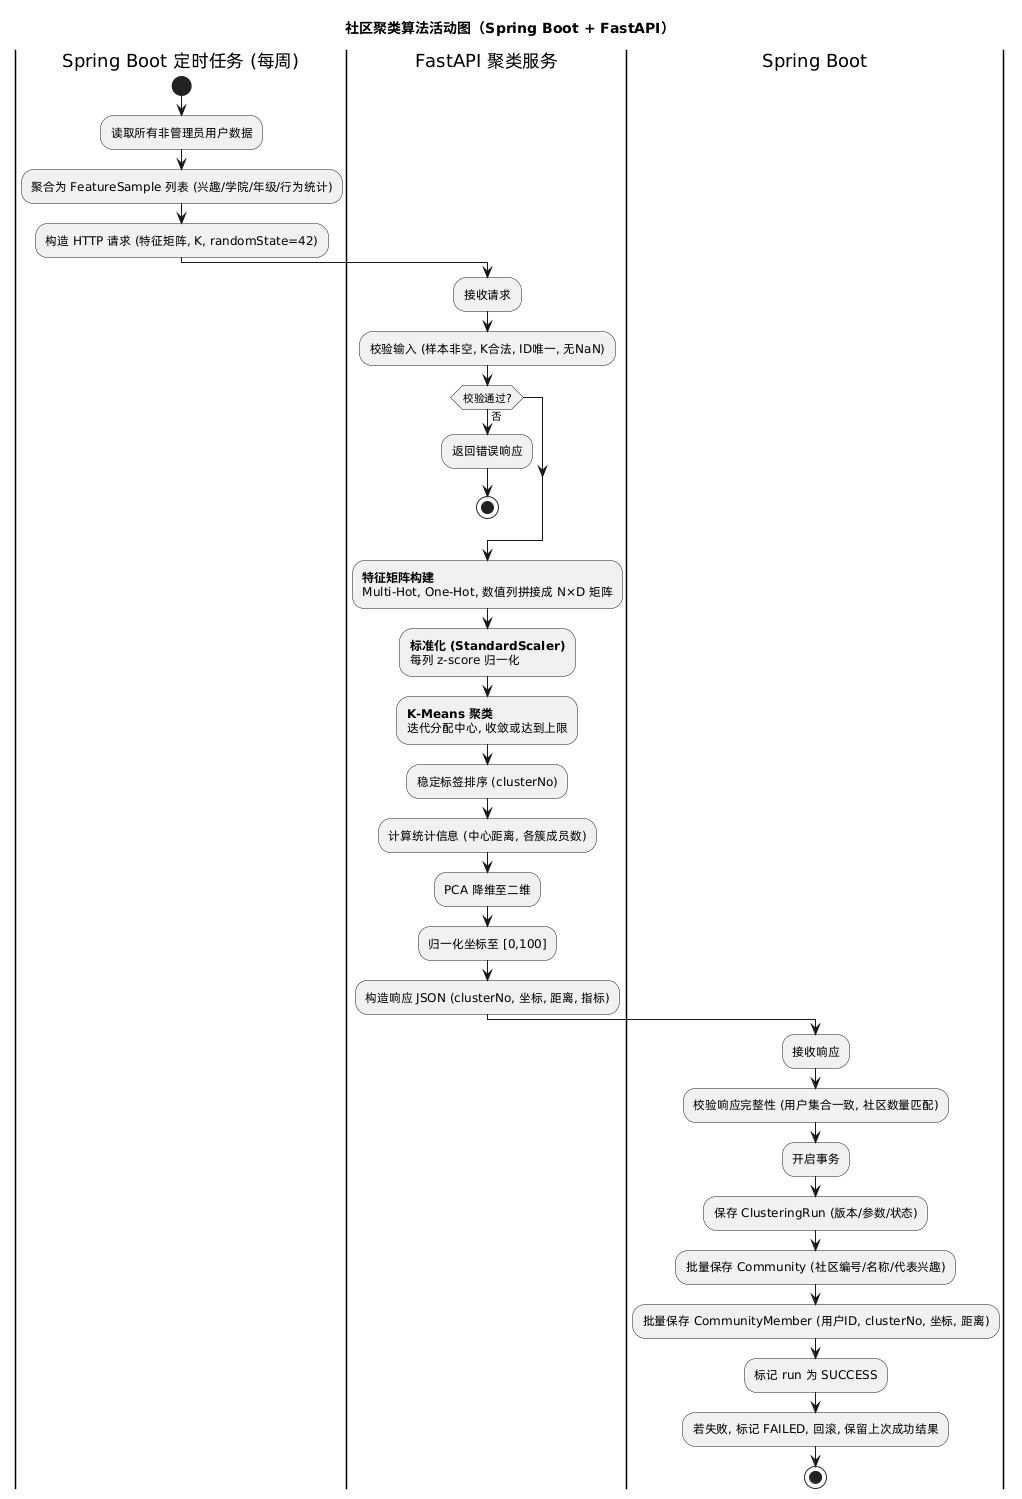 社区聚类算法活动图（Spring Boot + FastAPI）
Spring Boot 定时任务 (每周)
FastAPI 聚类服务
Spring Boot
读取所有非管理员用户数据
聚合为 FeatureSample 列表 (兴趣/学院/年级/行为统计)
构造 HTTP 请求 (特征矩阵, K, randomState=42)
接收请求
校验输入 (样本非空, K合法, ID唯一, 无NaN)
校验通过?
否
返回错误响应
特征矩阵构建
Multi-Hot, One-Hot, 数值列拼接成 N×D 矩阵
标准化 (StandardScaler)
每列 z-score 归一化
K-Means 聚类
迭代分配中心, 收敛或达到上限
稳定标签排序 (clusterNo)
计算统计信息 (中心距离, 各簇成员数)
PCA 降维至二维
归一化坐标至 [0,100]
构造响应 JSON (clusterNo, 坐标, 距离, 指标)
接收响应
校验响应完整性 (用户集合一致, 社区数量匹配)
开启事务
保存 ClusteringRun (版本/参数/状态)
批量保存 Community (社区编号/名称/代表兴趣)
批量保存 CommunityMember (用户ID, clusterNo, 坐标, 距离)
标记 run 为 SUCCESS
若失败, 标记 FAILED, 回滚, 保留上次成功结果